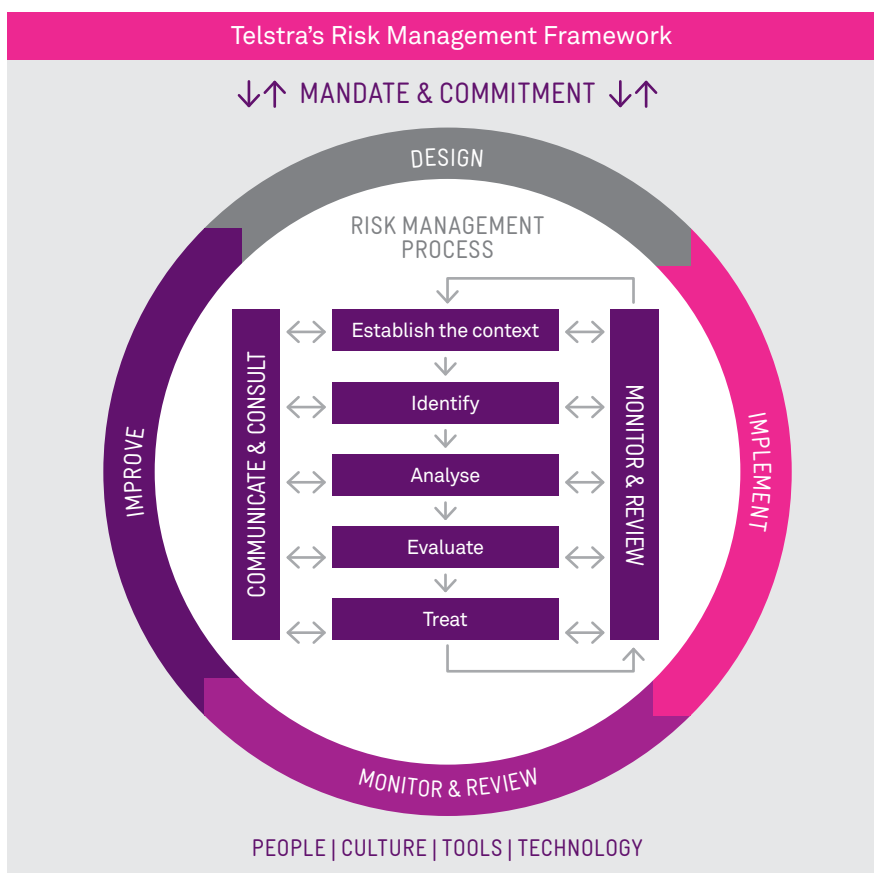 Telstra’s Risk Management Framework
MANDATE & COMMITMENT
DESIGN
RISK MANAGEMENT
PROCESS
Establish the context
Identify
Analyse
Evaluate
Treat
COMMUNICATE & CONSULT
MONITOR & REVIEW
IMPROVE
IMPLEMENT
MONITOR & REVIEW
PEOPLE | CULTURE | TOOLS | TECHNOLOGY